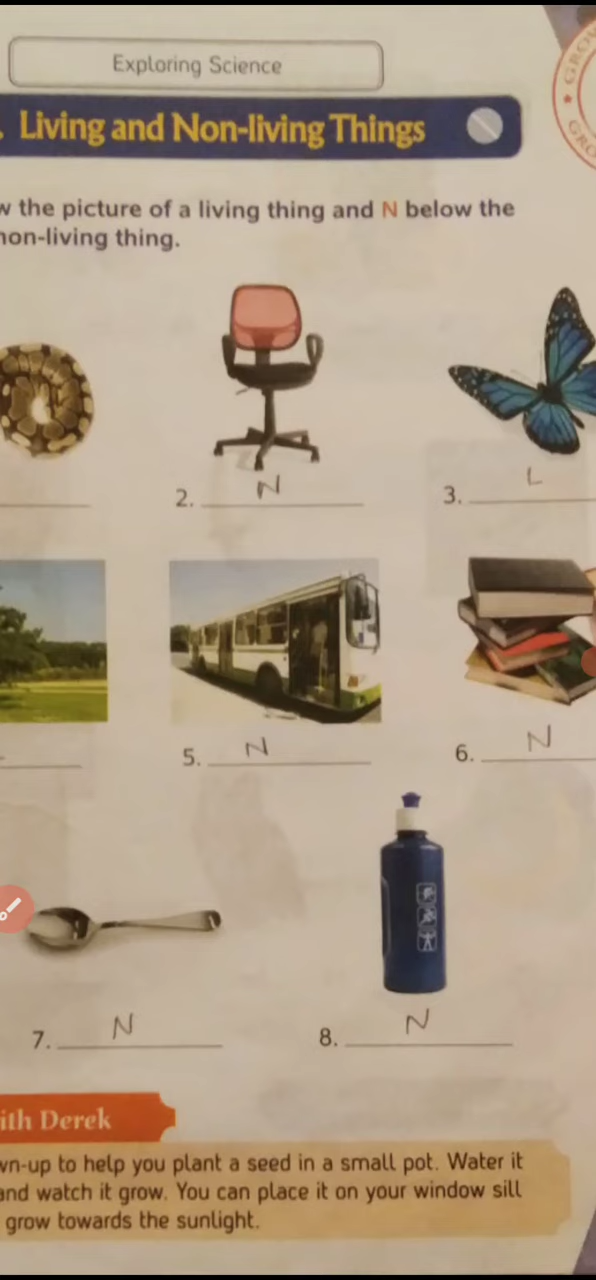 Exploring Science
Living and Non-living Things
the picture of a living thing and N below the
non-living thing.
2. N
3. L
5. N
6. N
7. N
8. N
ith Derek
wn-up to help you plant a seed in a small pot. Water it
and watch it grow. You can place it on your window sill
grow towards the sunlight.